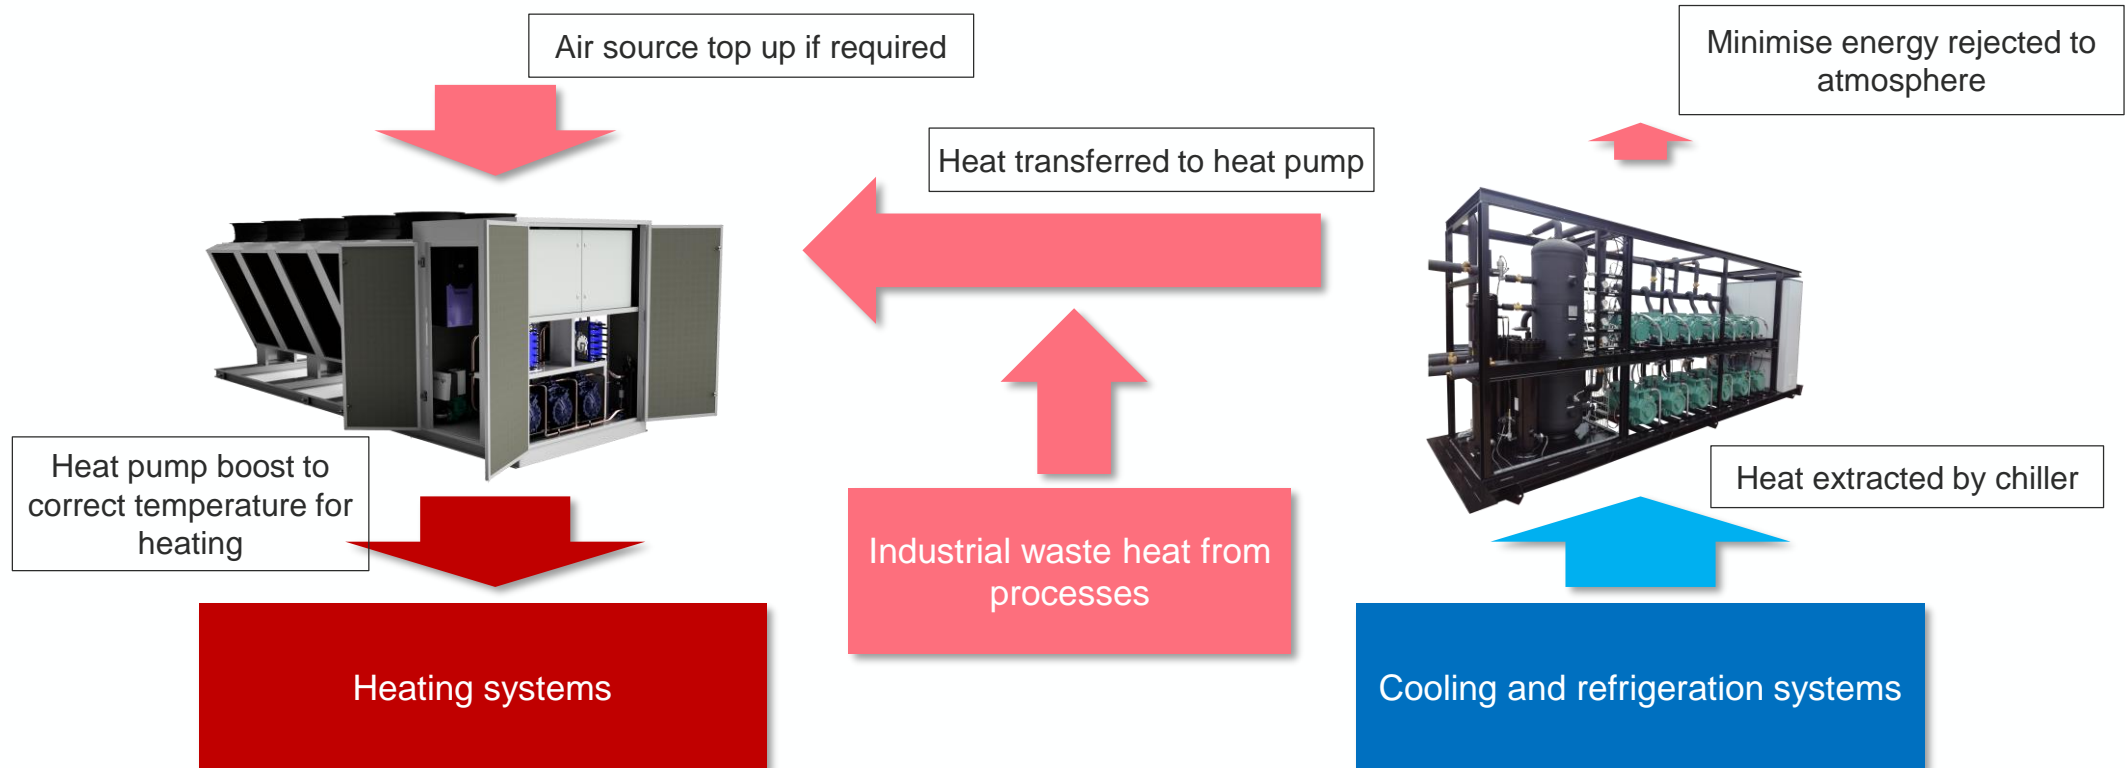 Air source top up if required
Minimise energy rejected to
atmosphere
Heat transferred to heat pump
Heat pump boost to
correct temperature for
heating
Heat extracted by chiller
Industrial waste heat from
processes
Heating systems
Cooling and refrigeration systems